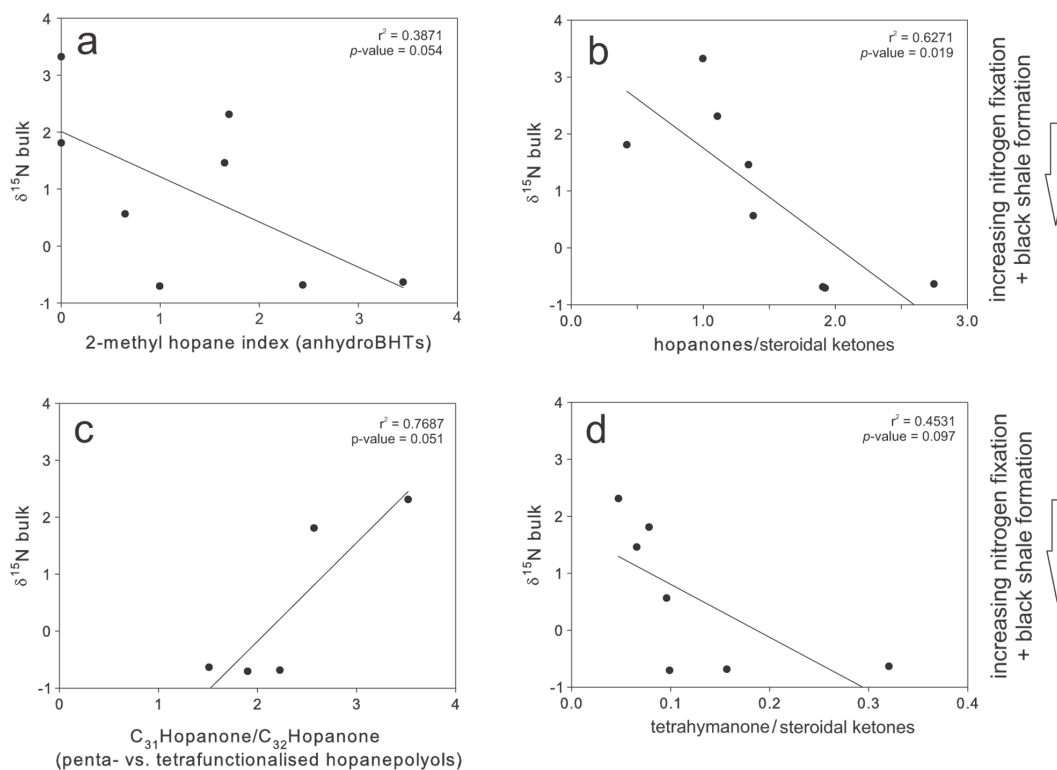 a
r² = 0.3871
p-value = 0.054
4
3
2
1
0
-1
δ¹⁵N bulk
0
1
2
3
4
2-methyl hopane index (anhydroBHTs)
b
r² = 0.6271
p-value = 0.019
4
3
2
1
0
-1
δ¹⁵N bulk
0.0
1.0
2.0
3.0
hopanones/steroidal ketones
increasing nitrogen fixation
+ black shale formation
c
r² = 0.7687
p-value = 0.051
4
3
2
1
0
-1
δ¹⁵N bulk
0
1
2
3
4
C₃₁Hopanone/C₃₂Hopanone
(penta- vs. tetrafunctionalised hopanepolyols)
d
r² = 0.4531
p-value = 0.097
4
3
2
1
0
-1
δ¹⁵N bulk
0.0
0.1
0.2
0.3
0.4
tetrahymanone/steroidal ketones
increasing nitrogen fixation
+ black shale formation